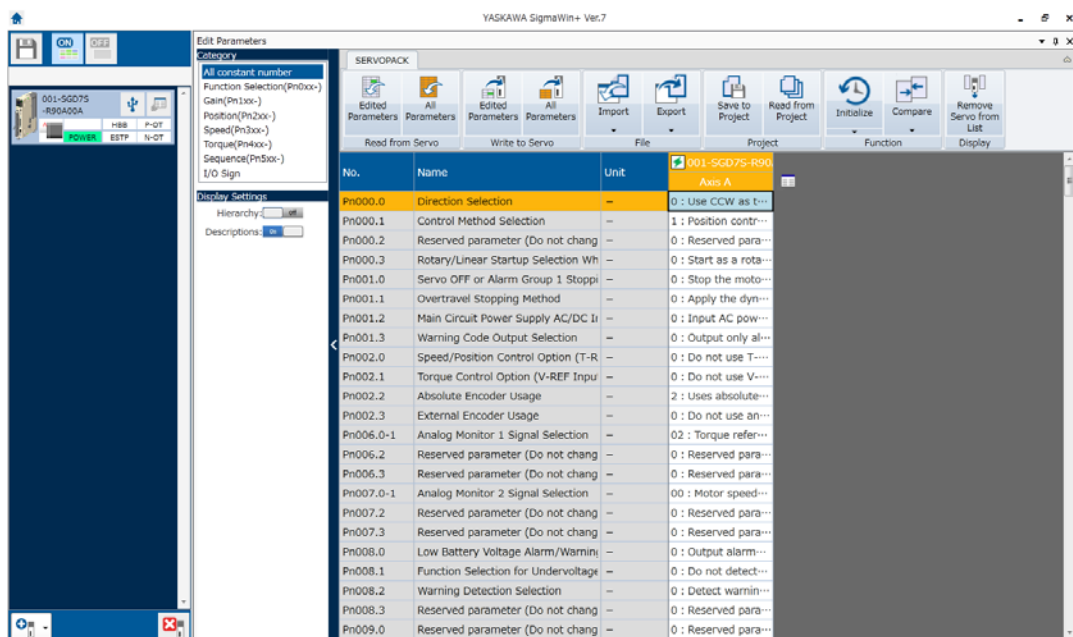 YASKAWA SigmaWin+ Ver.7
ON OFF
001-SGD7S
-R90A00A
HBB P-OT
POWER ESTP N-OT
Edit Parameters
Category
All constant number
Function Selection(Pn0xx-)
Gain(Pn1xx-)
Position(Pn2xx-)
Speed(Pn3xx-)
Torque(Pn4xx-)
Sequence(Pn5xx-)
I/O Sign
Display Settings
Hierarchy: Off
Descriptions: On
SERVOPACK
Edited Parameters
All Parameters
Edited Parameters
All Parameters
Import
Export
Save to Project
Read from Project
Initialize
Compare
Remove Servo from List
Read from Servo Write to Servo File Project Function Display
No. Name Unit 001-SGD7S-R90
Axis A
Pn000.0 Direction Selection – 0 : Use CCW as t···
Pn000.1 Control Method Selection – 1 : Position contr···
Pn000.2 Reserved parameter (Do not chang – 0 : Reserved para···
Pn000.3 Rotary/Linear Startup Selection Wh – 0 : Start as a rota···
Pn001.0 Servo OFF or Alarm Group 1 Stoppi – 0 : Stop the moto···
Pn001.1 Overtravel Stopping Method – 0 : Apply the dyn···
Pn001.2 Main Circuit Power Supply AC/DC I – 0 : Input AC pow···
Pn001.3 Warning Code Output Selection – 0 : Output only al···
Pn002.0 Speed/Position Control Option (T-R – 0 : Do not use T-···
Pn002.1 Torque Control Option (V-REF Inpu – 0 : Do not use V-···
Pn002.2 Absolute Encoder Usage – 2 : Uses absolute···
Pn002.3 External Encoder Usage – 0 : Do not use an···
Pn006.0-1 Analog Monitor 1 Signal Selection – 02 : Torque refer···
Pn006.2 Reserved parameter (Do not chang – 0 : Reserved para···
Pn006.3 Reserved parameter (Do not chang – 0 : Reserved para···
Pn007.0-1 Analog Monitor 2 Signal Selection – 00 : Motor speed···
Pn007.2 Reserved parameter (Do not chang – 0 : Reserved para···
Pn007.3 Reserved parameter (Do not chang – 0 : Reserved para···
Pn008.0 Low Battery Voltage Alarm/Warning – 0 : Output alarm···
Pn008.1 Function Selection for Undervoltage – 0 : Do not detect···
Pn008.2 Warning Detection Selection – 0 : Detect warnin···
Pn008.3 Reserved parameter (Do not chang – 0 : Reserved para···
Pn009.0 Reserved parameter (Do not chang – 0 : Reserved para···